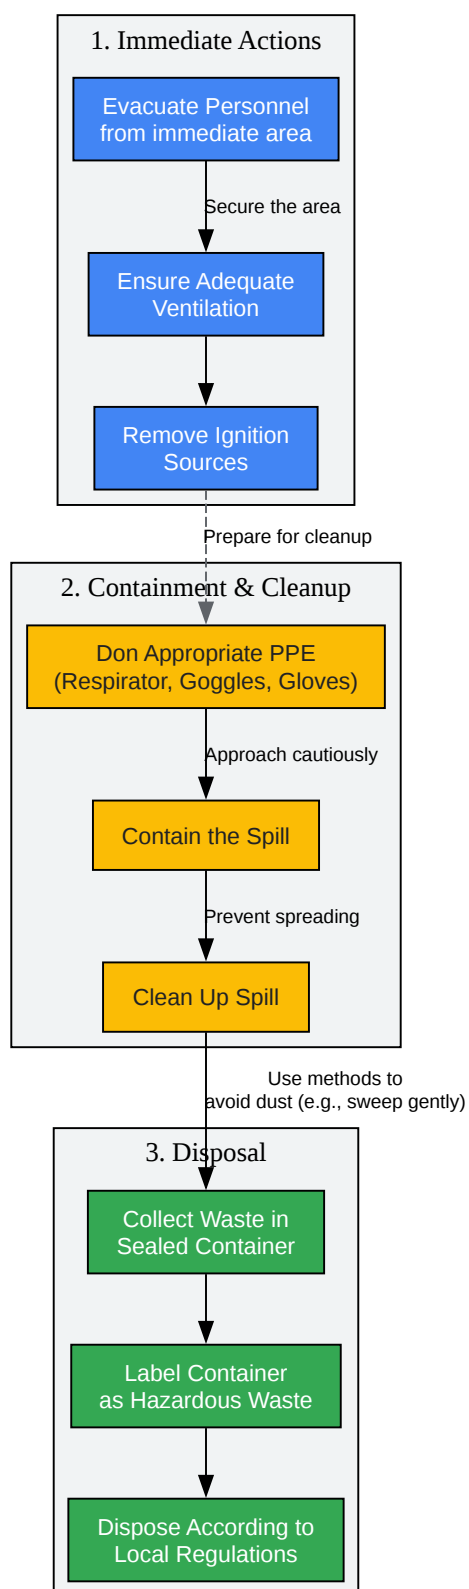 1. Immediate Actions
Evacuate Personnel
from immediate area
Secure the area
Ensure Adequate
Ventilation
Remove Ignition
Sources
Prepare for cleanup
2. Containment & Cleanup
Don Appropriate PPE
(Respirator, Goggles, Gloves)
Approach cautiously
Contain the Spill
Prevent spreading
Clean Up Spill
Use methods to
avoid dust (e.g., sweep gently)
3. Disposal
Collect Waste in
Sealed Container
Label Container
as Hazardous Waste
Dispose According to
Local Regulations